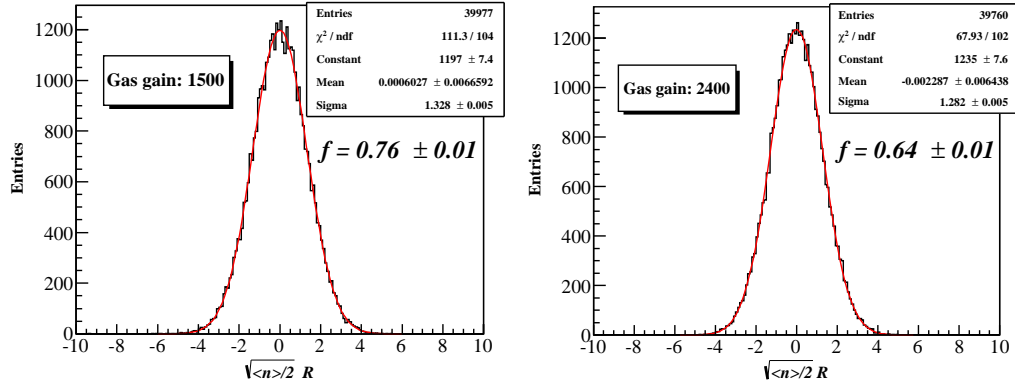 Entries 39977
χ² / ndf 111.3 / 104
Constant 1197 ± 7.4
Mean 0.0006027 ± 0.0066592
Sigma 1.328 ± 0.005
Gas gain: 1500
f = 0.76 ± 0.01
Entries
1200
1000
800
600
400
200
0
-10 -8 -6 -4 -2 0 2 4 6 8 10
√<n>/2 R
Entries 39760
χ² / ndf 67.93 / 102
Constant 1235 ± 7.6
Mean -0.002287 ± 0.006438
Sigma 1.282 ± 0.005
Gas gain: 2400
f = 0.64 ± 0.01
Entries
1200
1000
800
600
400
200
0
-10 -8 -6 -4 -2 0 2 4 6 8 10
√<n>/2 R